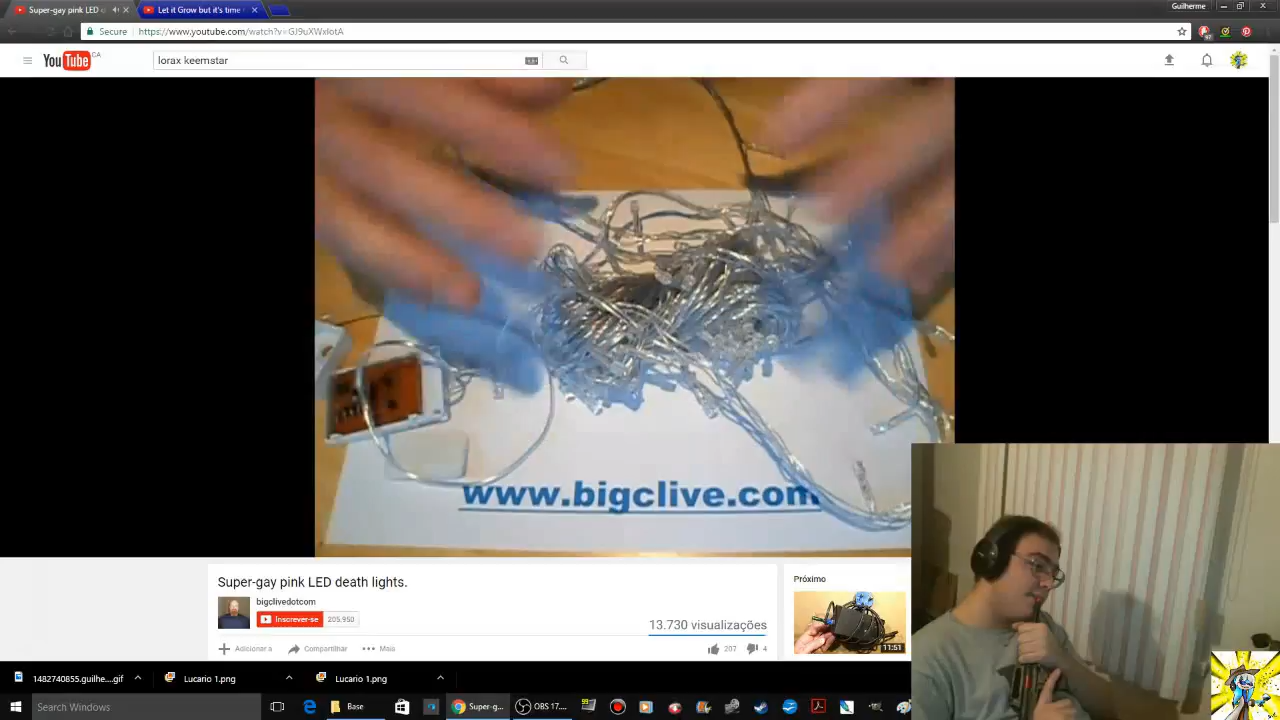 Super-gay pink LED d
Let it Grow but it's time
Guilherme
Secure
https://www.youtube.com/watch?v=GJ9uXWxIotA
97
YouTube CA
lorax keemstar
www.bigclive.com
Super-gay pink LED death lights.
bigclivedotcom
Inscrever-se
205.950
13.730 visualizações
Adicionar a
Compartilhar
Mais
207
4
Próximo
11:51
1482740855.guilhe....gif
Lucario 1.png
Lucario 1.png
Search Windows
Base
Super-g...
OBS 17....